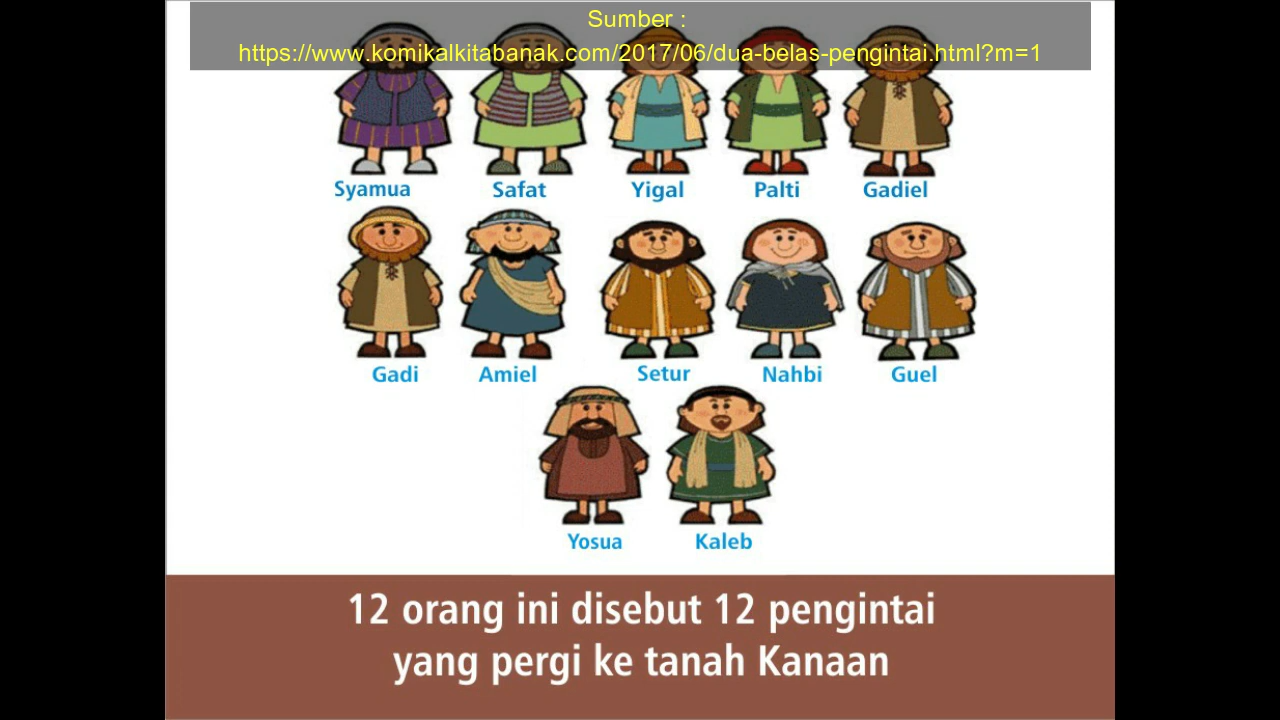 Sumber :
https://www.komikalkitabanak.com/2017/06/dua-belas-pengintai.html?m=1
Syamua Safat Yigal Palti Gadiel
Gadi Amiel Setur Nahbi Guel
Yosua Kaleb
12 orang ini disebut 12 pengintai
yang pergi ke tanah Kanaan